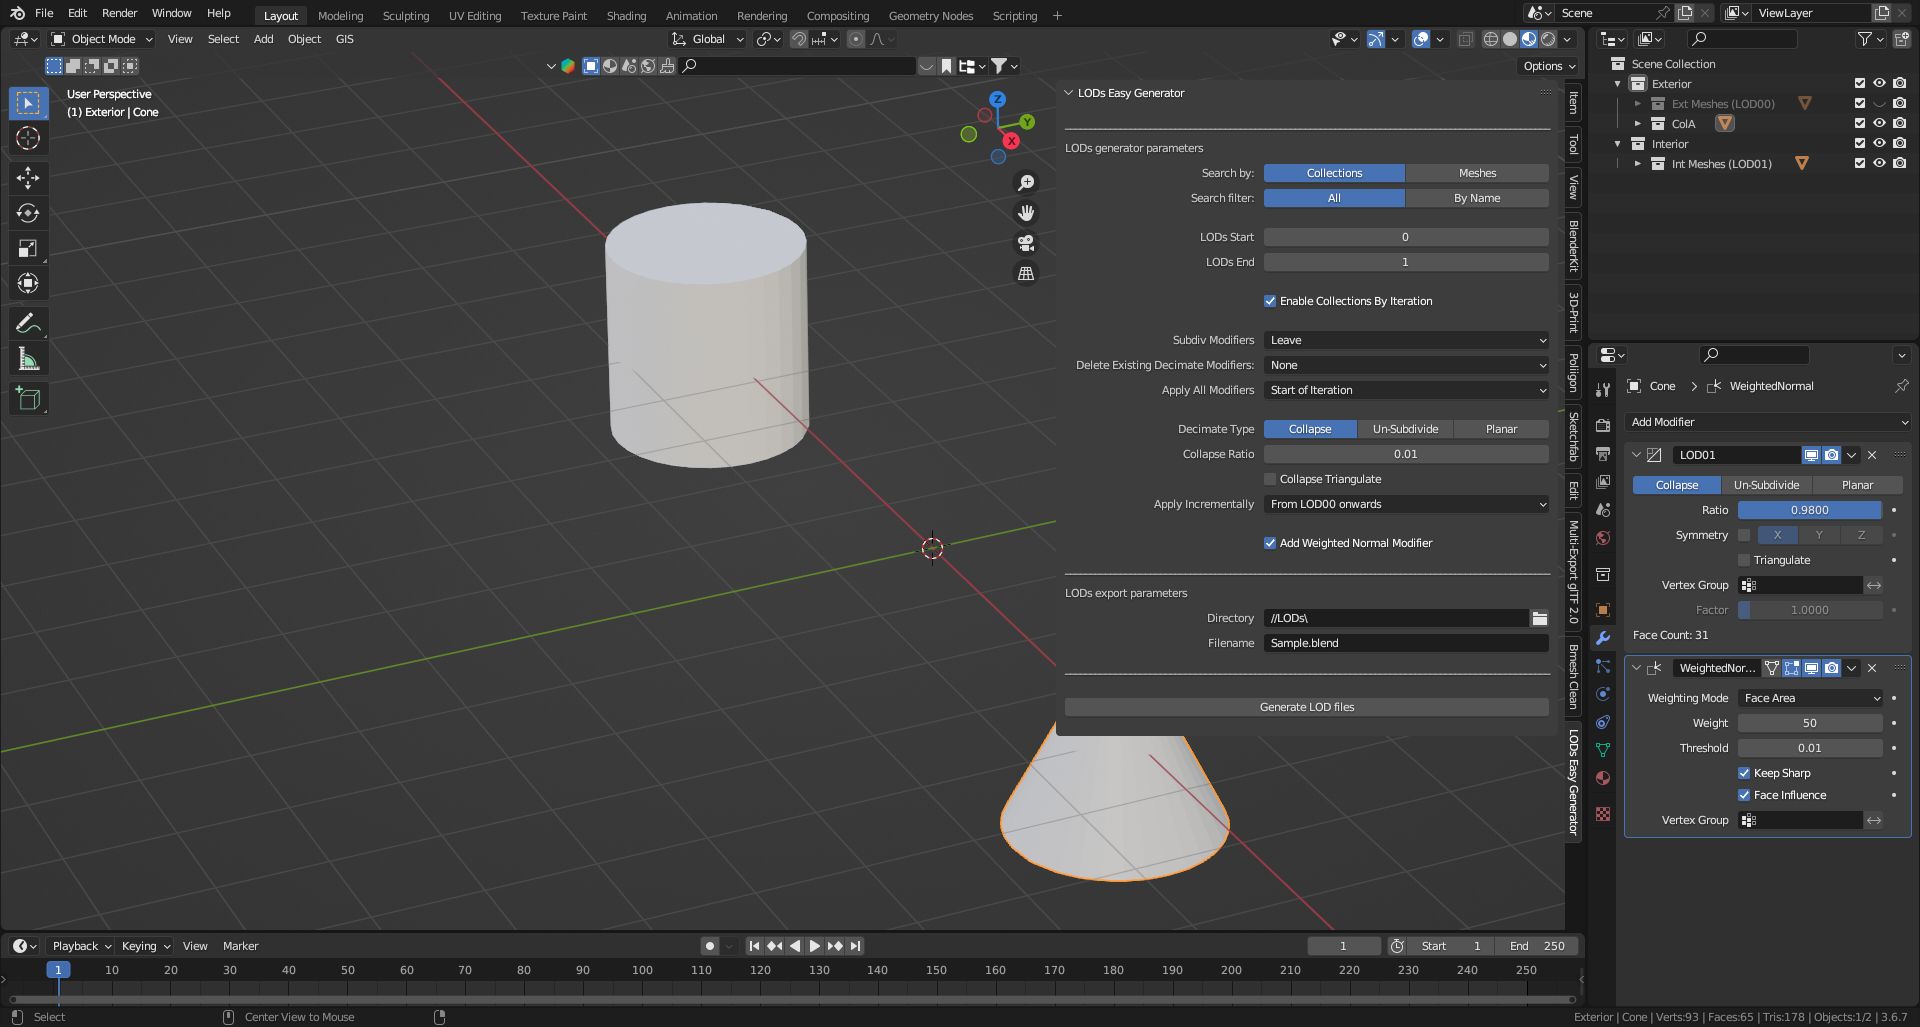 File Edit Render Window Help Layout Modeling Sculpting UV Editing Texture Paint Shading Animation Rendering Compositing Geometry Nodes Scripting + Scene ViewLayer
Object Mode View Select Add Object GIS Global
Options
User Perspective
(1) Exterior | Cone
Z
Y
X
LODs Easy Generator
LODs generator parameters
Search by: Collections Meshes
Search filter: All By Name
LODs Start 0
LODs End 1
Enable Collections By Iteration
Subdiv Modifiers Leave
Delete Existing Decimate Modifiers: None
Apply All Modifiers Start of Iteration
Decimate Type Collapse Un-Subdivide Planar
Collapse Ratio 0.01
Collapse Triangulate
Apply Incrementally From LOD00 onwards
Add Weighted Normal Modifier
LODs export parameters
Directory //LODs\
Filename Sample.blend
Generate LOD files
Item
Tool
View
BlenderKit
3D-Print
Poliigon
Sketchfab
Edit
Multi-Export glTF 2.0
Bmesh Clean
LODs Easy Generator
Scene Collection
Exterior
Ext Meshes (LOD00)
ColA
Interior
Int Meshes (LOD01)
Cone > WeightedNormal
Add Modifier
LOD01
Collapse Un-Subdivide Planar
Ratio 0.9800
Symmetry X Y Z
Triangulate
Vertex Group
Factor 1.0000
Face Count: 31
WeightedNor...
Weighting Mode Face Area
Weight 50
Threshold 0.01
Keep Sharp
Face Influence
Vertex Group
Playback Keying View Marker 1 Start 1 End 250
1 10 20 30 40 50 60 70 80 90 100 110 120 130 140 150 160 170 180 190 200 210 220 230 240 250
Select Center View to Mouse Exterior | Cone | Verts:93 | Faces:65 | Tris:178 | Objects:1/2 | 3.6.7